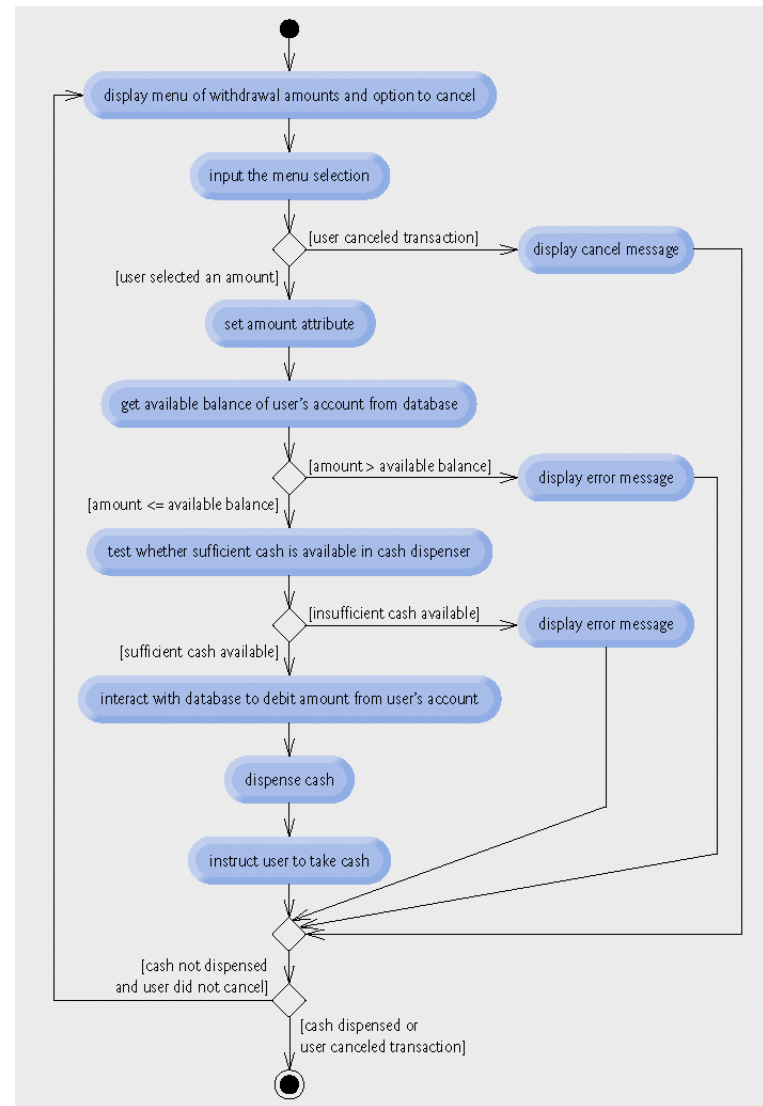 display menu of withdrawal amounts and option to cancel
input the menu selection
[user canceled transaction]
display cancel message
[user selected an amount]
set amount attribute
get available balance of user's account from database
[amount > available balance]
display error message
[amount <= available balance]
test whether sufficient cash is available in cash dispenser
[insufficient cash available]
display error message
[sufficient cash available]
interact with database to debit amount from user's account
dispense cash
instruct user to take cash
[cash not dispensed
and user did not cancel]
[cash dispensed or
user canceled transaction]